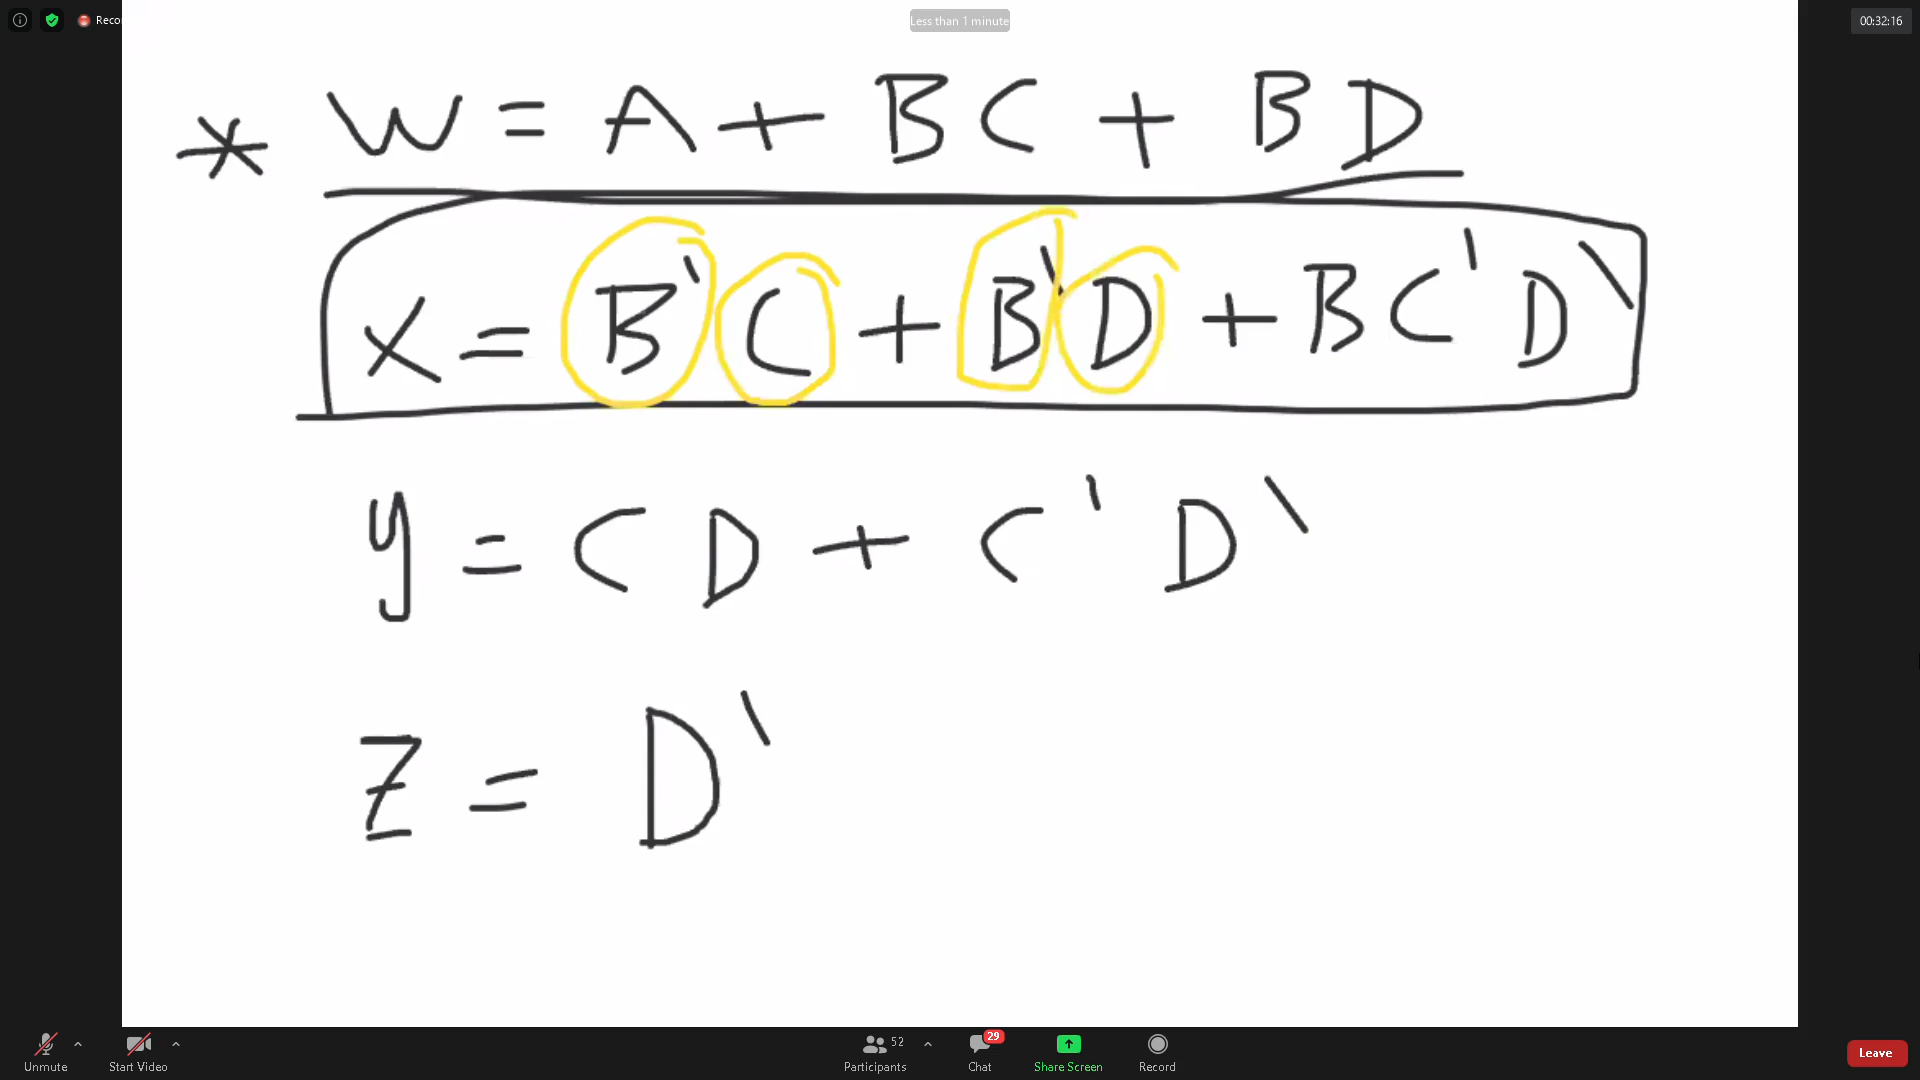 Less than 1 minute
00:32:16
* W = A + BC + BD
X = B'C + B'D + BC'D'
y = CD + C'D'
Z = D'
Unmute
Start Video
52
Participants
29
Chat
Share Screen
Record
Leave